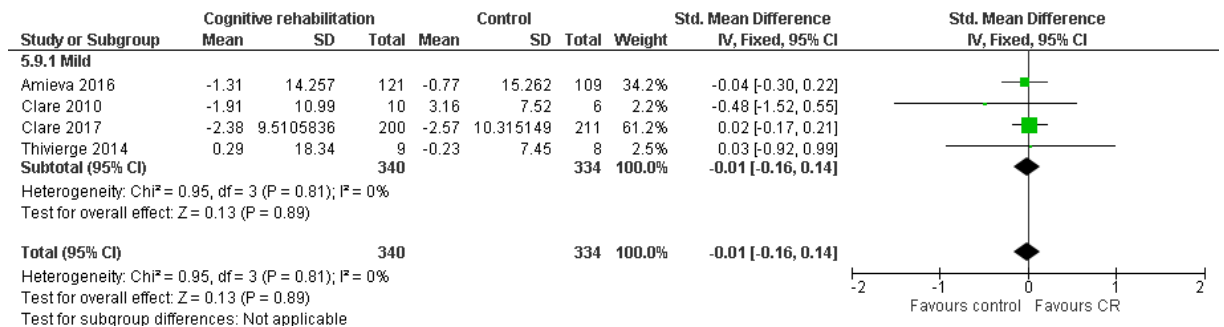 Cognitive rehabilitation Control Std. Mean Difference Std. Mean Difference
Study or Subgroup Mean SD Total Mean SD Total Weight IV, Fixed, 95% CI IV, Fixed, 95% CI
5.9.1 Mild
Amieva 2016 -1.31 14.257 121 -0.77 15.262 109 34.2% -0.04 [-0.30, 0.22]
Clare 2010 -1.91 10.99 10 3.16 7.52 6 2.2% -0.48 [-1.52, 0.55]
Clare 2017 -2.38 9.5105836 200 -2.57 10.315149 211 61.2% 0.02 [-0.17, 0.21]
Thivierge 2014 0.29 18.34 9 -0.23 7.45 8 2.5% 0.03 [-0.92, 0.99]
Subtotal (95% CI) 340 334 100.0% -0.01 [-0.16, 0.14]
Heterogeneity: Chi² = 0.95, df = 3 (P = 0.81); I² = 0%
Test for overall effect: Z = 0.13 (P = 0.89)
Total (95% CI) 340 334 100.0% -0.01 [-0.16, 0.14]
Heterogeneity: Chi² = 0.95, df = 3 (P = 0.81); I² = 0%
Test for overall effect: Z = 0.13 (P = 0.89)
Test for subgroup differences: Not applicable
-2 -1 0 1 2
Favours control Favours CR